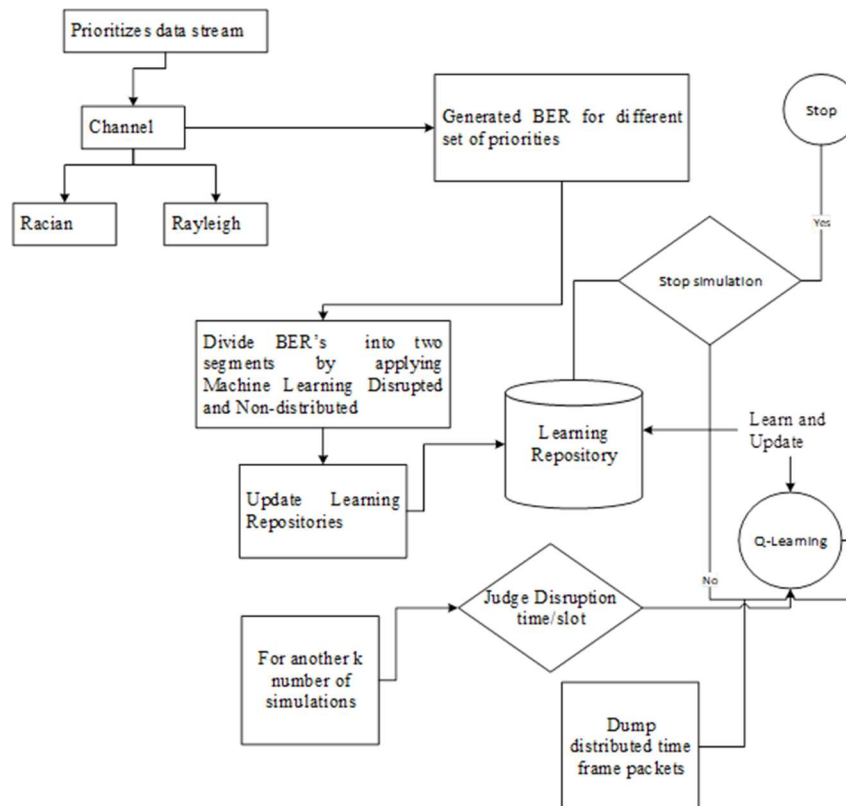 Prioritizes data stream
Channel
Racian
Rayleigh
Generated BER for different
set of priorities
Stop
Yes
Stop simulation
Divide BER's into two
segments by applying
Machine Learning Disrupted
and Non-distributed
Learning
Repository
Learn and
Update
Update Learning
Repositories
Q-Learning
No
Judge Disruption
time/slot
For another k
number of
simulations
Dump
distributed time
frame packets